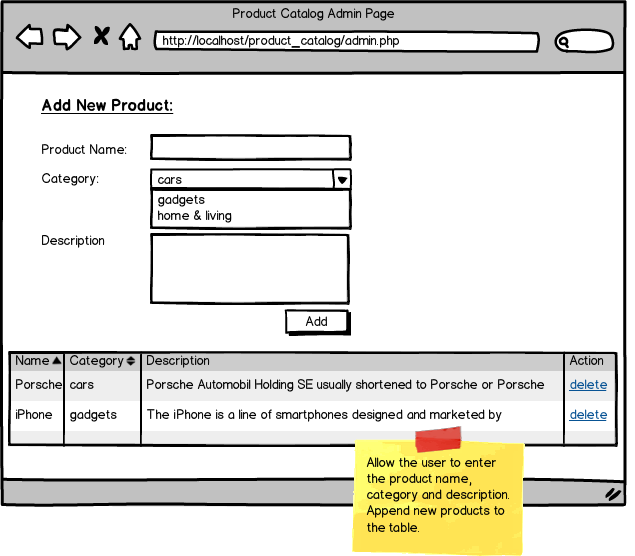 Product Catalog Admin Page
http://localhost/product_catalog/admin.php
Add New Product:
Product Name:
Category:
cars
gadgets
home & living
Description
Add
Name Category Description Action
Porsche cars Porsche Automobil Holding SE usually shortened to Porsche or Porsche delete
iPhone gadgets The iPhone is a line of smartphones designed and marketed by delete
Allow the user to enter
the product name,
category and description.
Append new products to
the table.